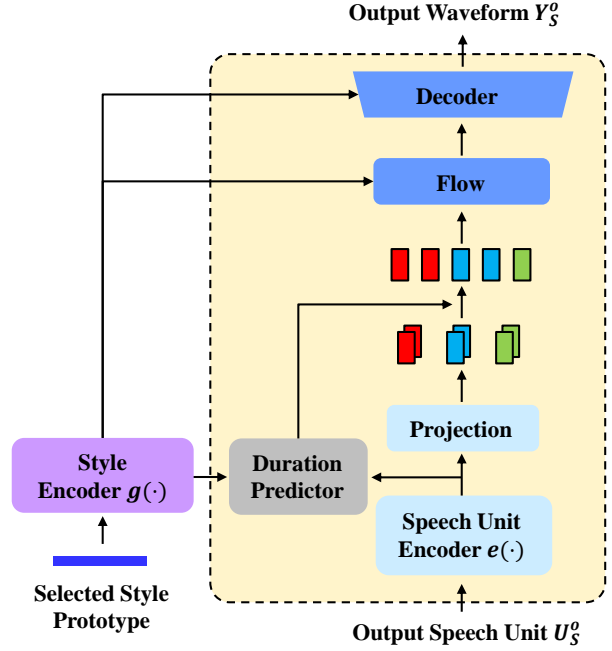 Output Waveform $Y_S^o$
Decoder
Flow
Projection
Style
Encoder $g(\cdot)$
Duration
Predictor
Speech Unit
Encoder $e(\cdot)$
Selected Style
Prototype
Output Speech Unit $U_S^o$